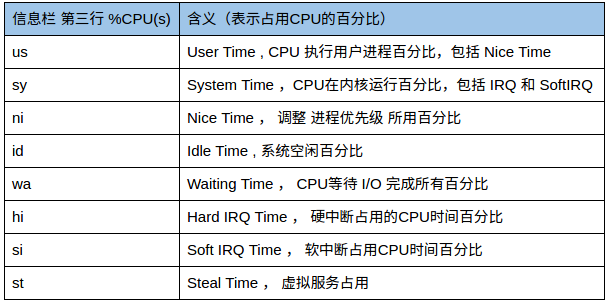 信息栏 第三行 %CPU(s) 含义（表示占用CPU的百分比）
us User Time , CPU 执行用户进程百分比，包括 Nice Time
sy System Time ，CPU在内核运行百分比，包括 IRQ 和 SoftIRQ
ni Nice Time ， 调整 进程优先级 所用百分比
id Idle Time , 系统空闲百分比
wa Waiting Time ， CPU等待 I/O 完成所有百分比
hi Hard IRQ Time ， 硬中断占用的CPU时间百分比
si Soft IRQ Time ， 软中断占用CPU时间百分比
st Steal Time ， 虚拟服务占用